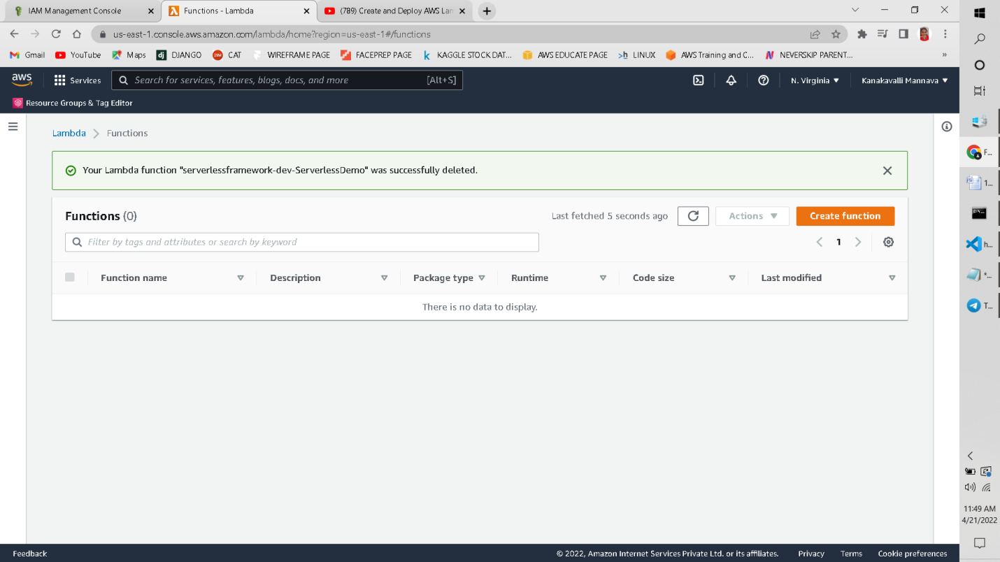 IAM Management Console
Functions - Lambda
(789) Create and Deploy AWS Lan
us-east-1.console.aws.amazon.com/lambda/home?region=us-east-1#/functions
Gmail YouTube Maps DJANGO CAT WIREFRAME PAGE FACEPREP PAGE KAGGLE STOCK DAT... AWS EDUCATE PAGE LINUX AWS Training and C... NEVERSKIP PARENT... »
aws Services Search for services, features, blogs, docs, and more [Alt+S] N. Virginia ▼ Kanakavalli Mannava ▼
Resource Groups & Tag Editor
Lambda > Functions
Your Lambda function "serverlessframework-dev-ServerlessDemo" was successfully deleted.
Functions (0) Last fetched 5 seconds ago Actions ▼ Create function
Filter by tags and attributes or search by keyword 1
Function name Description Package type Runtime Code size Last modified
There is no data to display.
Feedback © 2022, Amazon Internet Services Private Ltd. or its affiliates. Privacy Terms Cookie preferences
F...
1...
h...
*-...
T...
11:49 AM
4/21/2022